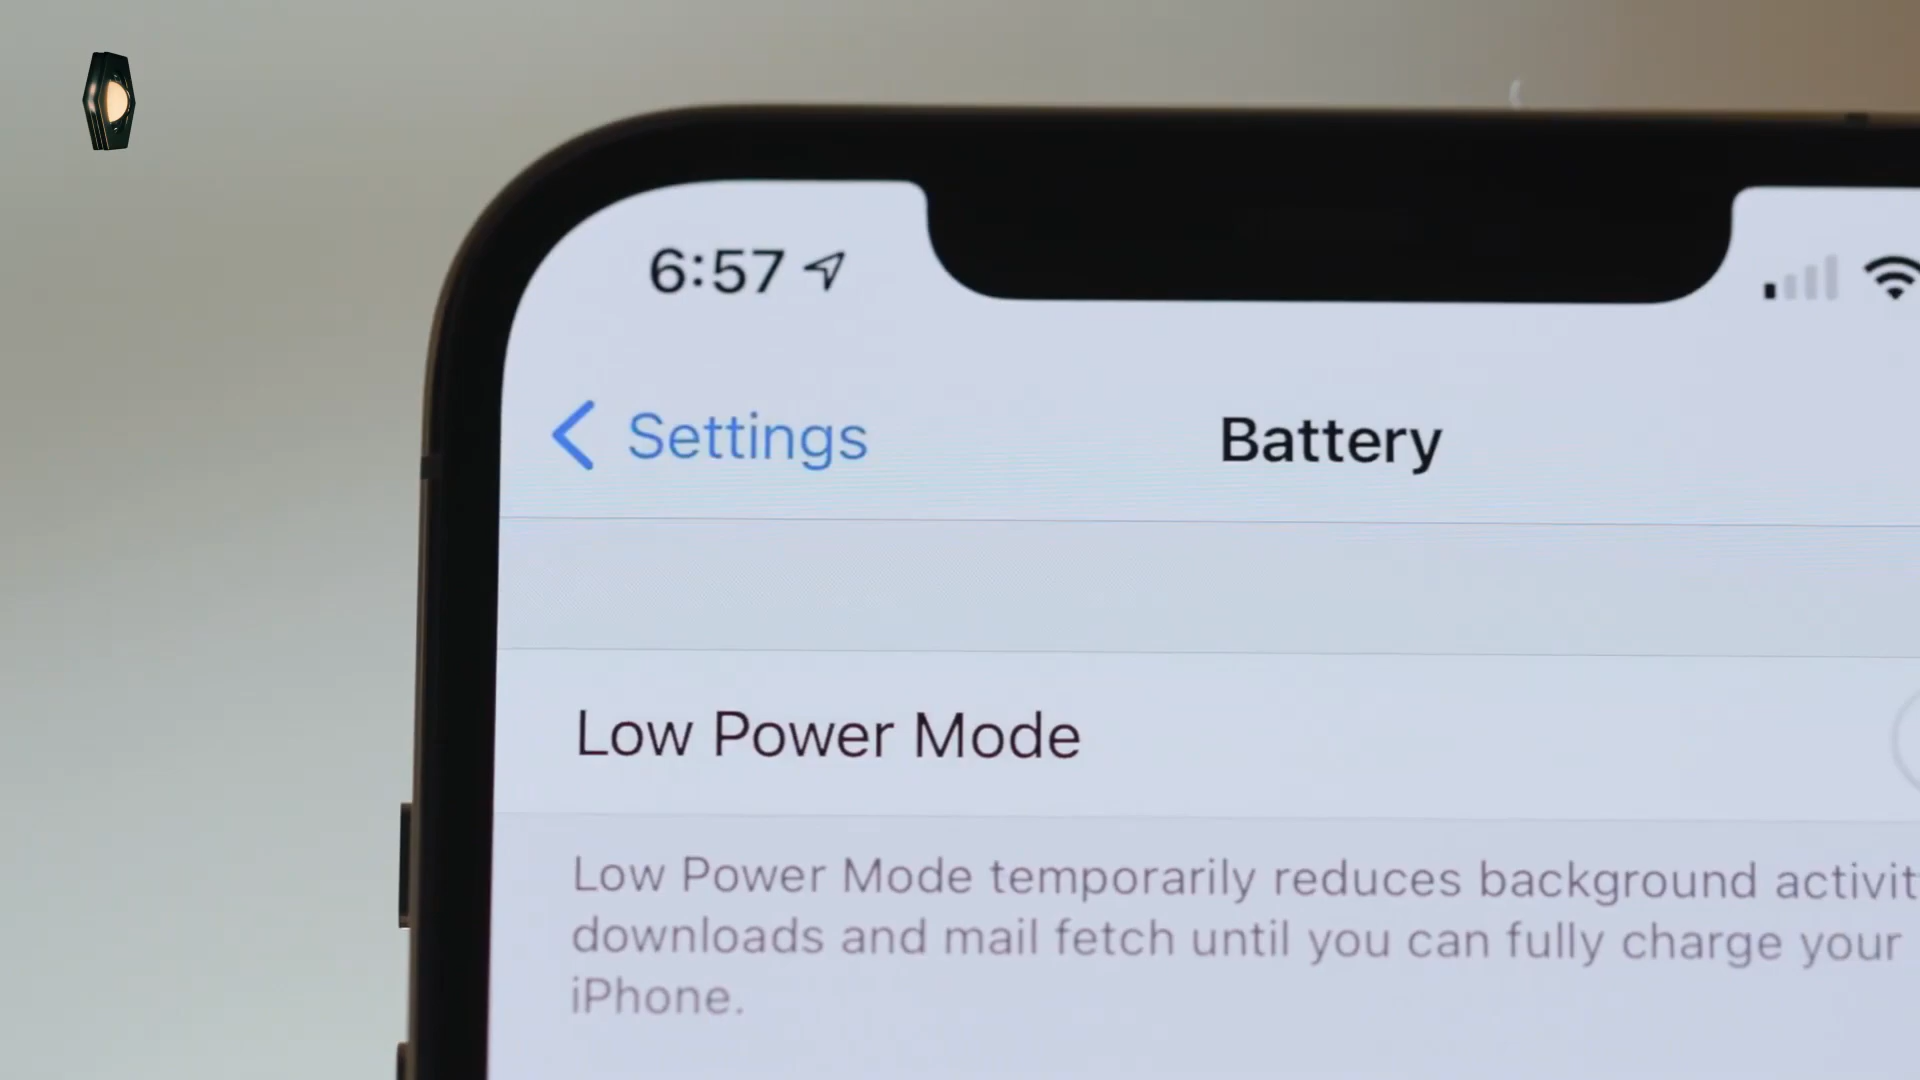 6:57
Settings
Battery
Low Power Mode
Low Power Mode temporarily reduces background activit
downloads and mail fetch until you can fully charge your
iPhone.